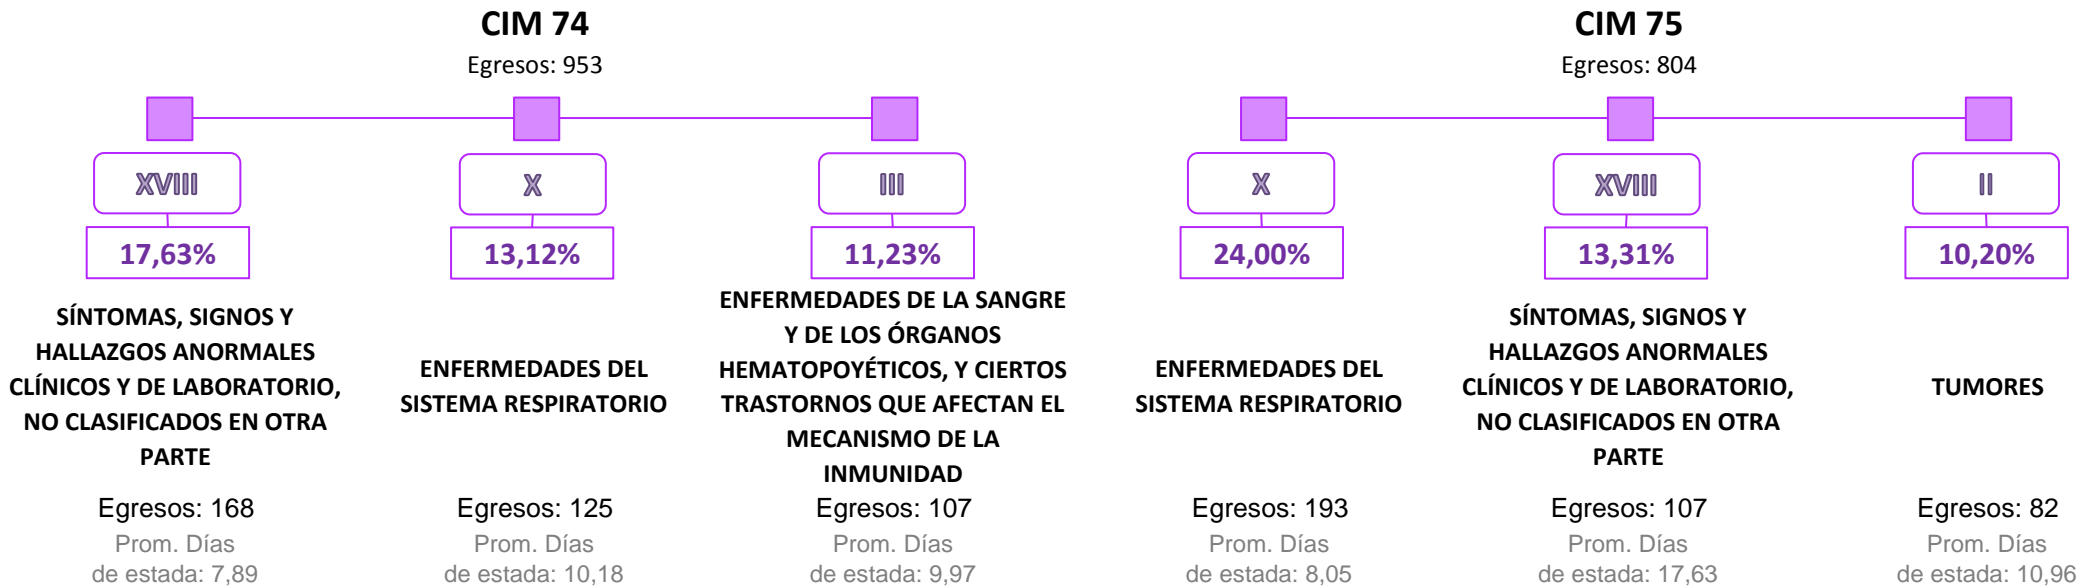 CIM 74
Egresos: 953
XVIII
17,63%
SÍNTOMAS, SIGNOS Y
HALLAZGOS ANORMALES
CLÍNICOS Y DE LABORATORIO,
NO CLASIFICADOS EN OTRA
PARTE
Egresos: 168
Prom. Días
de estada: 7,89
X
13,12%
ENFERMEDADES DEL
SISTEMA RESPIRATORIO
Egresos: 125
Prom. Días
de estada: 10,18
III
11,23%
ENFERMEDADES DE LA SANGRE
Y DE LOS ÓRGANOS
HEMATOPOYÉTICOS, Y CIERTOS
TRASTORNOS QUE AFECTAN EL
MECANISMO DE LA
INMUNIDAD
Egresos: 107
Prom. Días
de estada: 9,97
CIM 75
Egresos: 804
X
24,00%
ENFERMEDADES DEL
SISTEMA RESPIRATORIO
Egresos: 193
Prom. Días
de estada: 8,05
XVIII
13,31%
SÍNTOMAS, SIGNOS Y
HALLAZGOS ANORMALES
CLÍNICOS Y DE LABORATORIO,
NO CLASIFICADOS EN OTRA
PARTE
Egresos: 107
Prom. Días
de estada: 17,63
II
10,20%
TUMORES
Egresos: 82
Prom. Días
de estada: 10,96